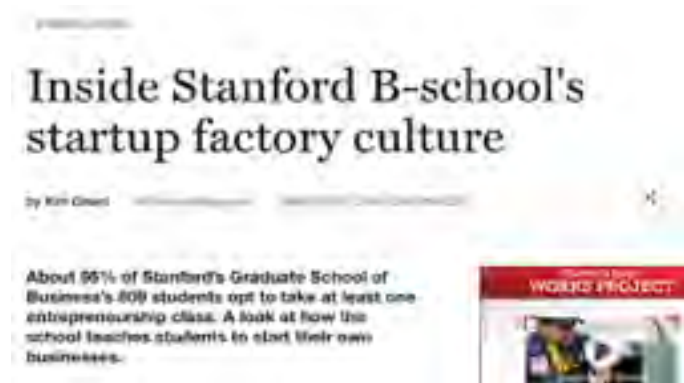 Inside Stanford B-school's
startup factory culture
by Kim
About % of Stanford's Graduate School of
Business's students opt to take at least one
entrepreneurship class. A look at how the
school teaches students to start their own
businesses.
WORKS PROJECT